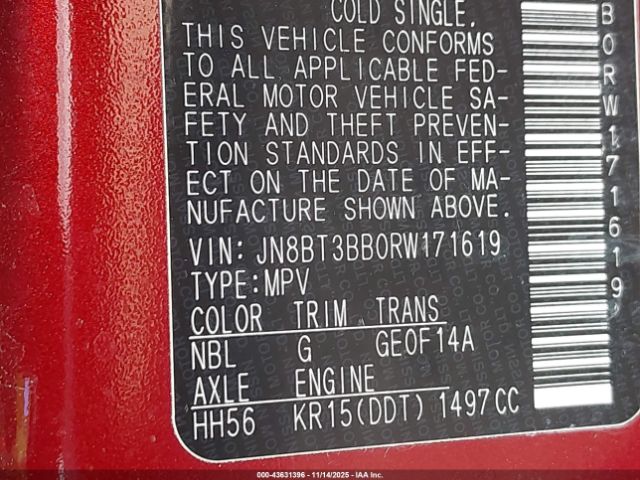 COLD SINGLE.
THIS VEHICLE CONFORMS
TO ALL APPLICABLE FED-
ERAL MOTOR VEHICLE SA-
FETY AND THEFT PREVEN-
TION STANDARDS IN EFF-
ECT ON THE DATE OF MA-
NUFACTURE SHOWN ABOVE.
VIN: JN8BT3BB0RW171619
TYPE:MPV
COLOR TRIM TRANS
NBL G GE0F14A
AXLE ENGINE
HH56 KR15(DDT) 1497CC
B0RW171619)
000-43631396 - 11/14/2025 - IAA Inc.